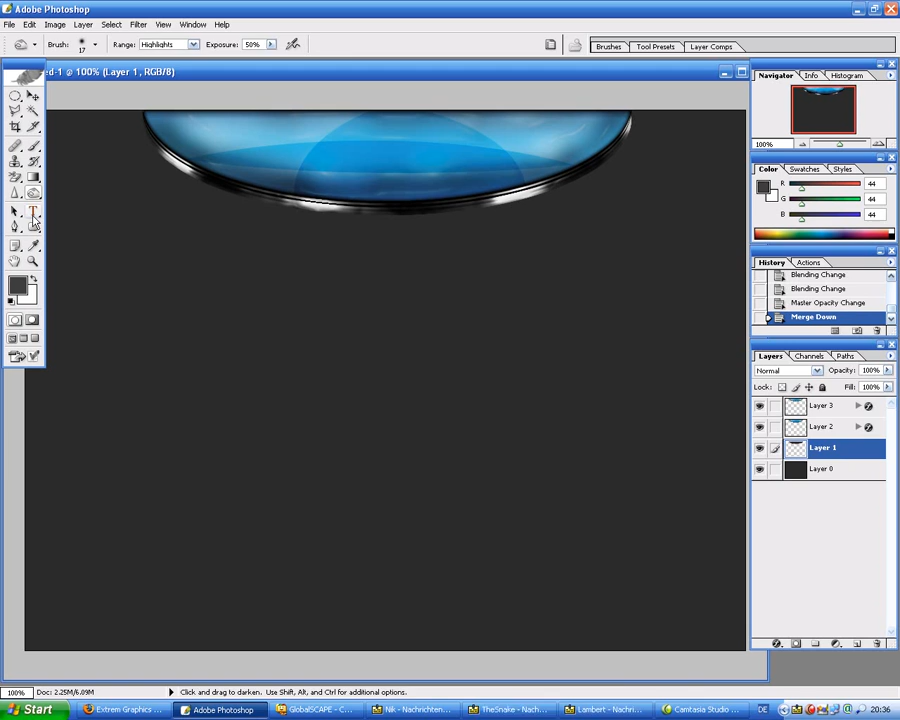 Adobe Photoshop
File Edit Image Layer Select Filter View Window Help
Brush: 17 Range: Highlights Exposure: 50%
Brushes Tool Presets Layer Comps
ed-1 @ 100% (Layer 1, RGB/8)
Navigator Info Histogram
100%
Color Swatches Styles
R 44
G 44
B 44
History Actions
Blending Change
Blending Change
Master Opacity Change
Merge Down
T
Layers Channels Paths
Normal Opacity: 100%
Lock: Fill: 100%
Layer 3
Layer 2
Layer 1
Layer 0
100% Doc: 2.25M/6.09M Click and drag to darken. Use Shift, Alt, and Ctrl for additional options.
Start Extrem Graphics ... Adobe Photoshop GlobalSCAPE - C... Nik - Nachrichten... TheSnake - Nach... Lambert - Nachr... Camtasia Studio ... DE 20:36